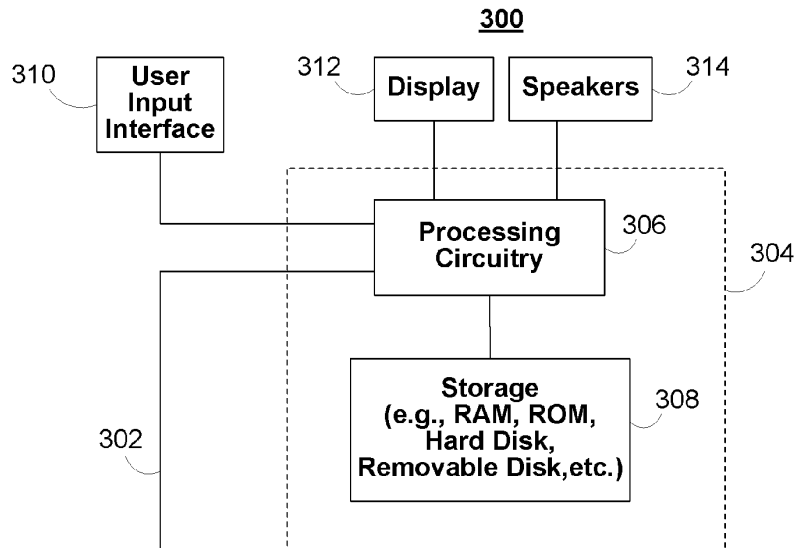 300
310
User
Input
Interface
312
Display
Speakers
314
Processing
Circuitry
306
304
Storage
(e.g., RAM, ROM,
Hard Disk,
Removable Disk,etc.)
308
302